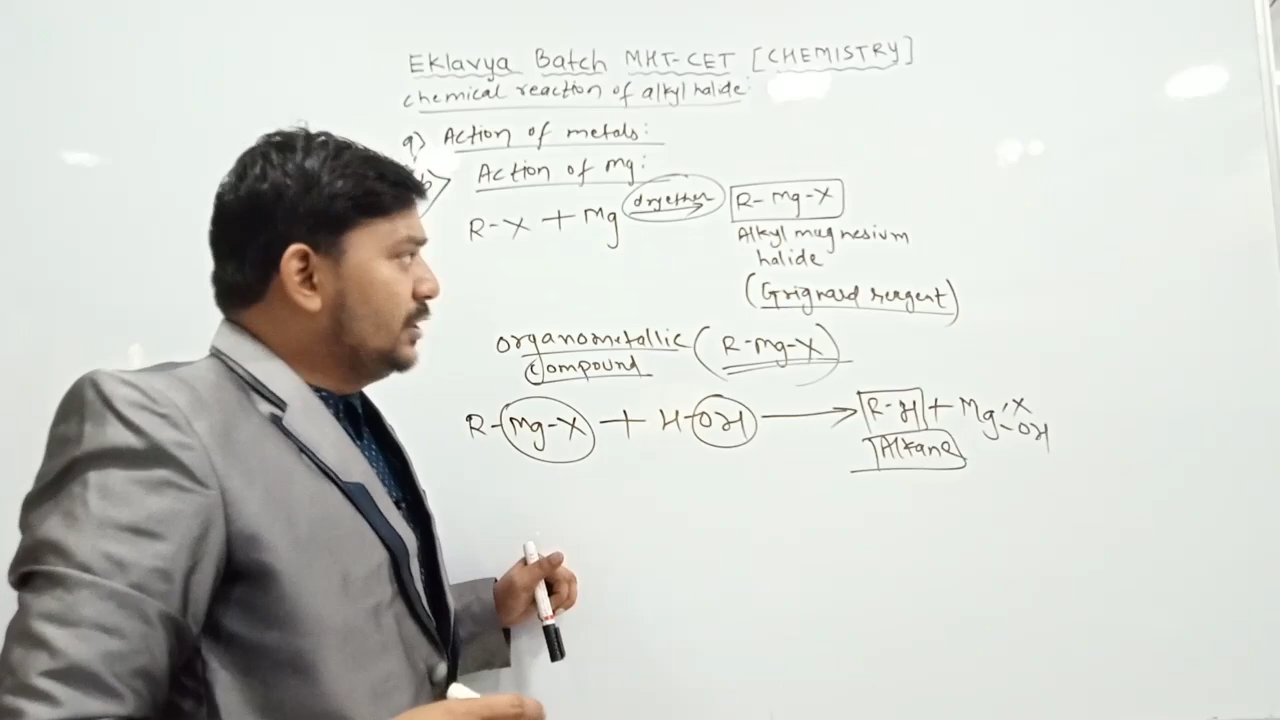 Eklavya Batch MHT-CET [CHEMISTRY]
chemical reaction of alkyl halide:
9) Action of metals:
b) Action of mg:
R-X + Mg dry ether → R-Mg-X
Alkyl magnesium
halide
(Grignard reagent)
organometallic (R-mg-X)
Compound
R-Mg-X + H-OH → R-H + Mg X OH
Alkane